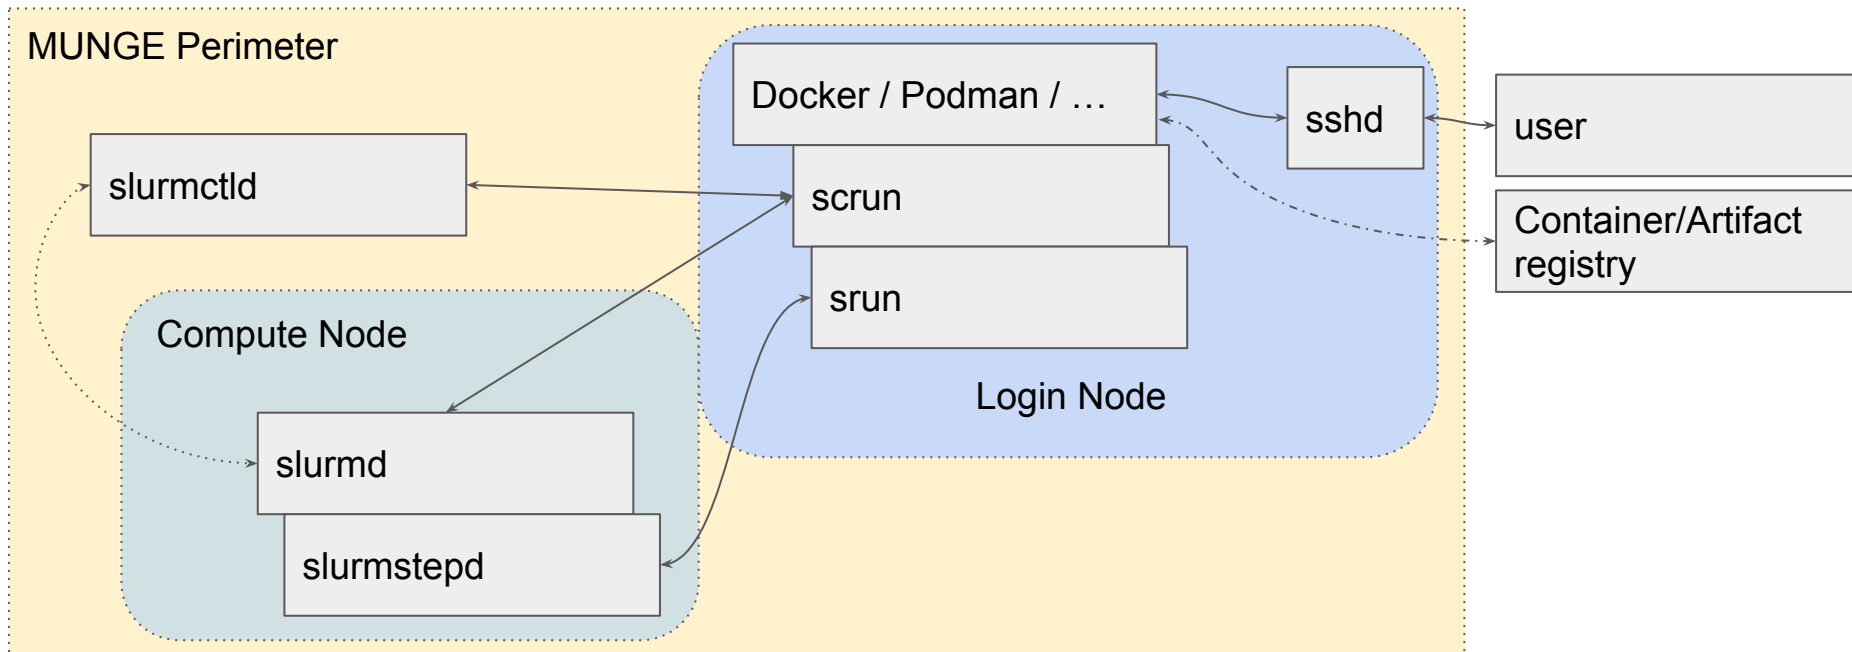 MUNGE Perimeter
Docker / Podman / …
sshd
user
slurmctld
scrun
Container/Artifact
registry
srun
Compute Node
Login Node
slurmd
slurmstepd